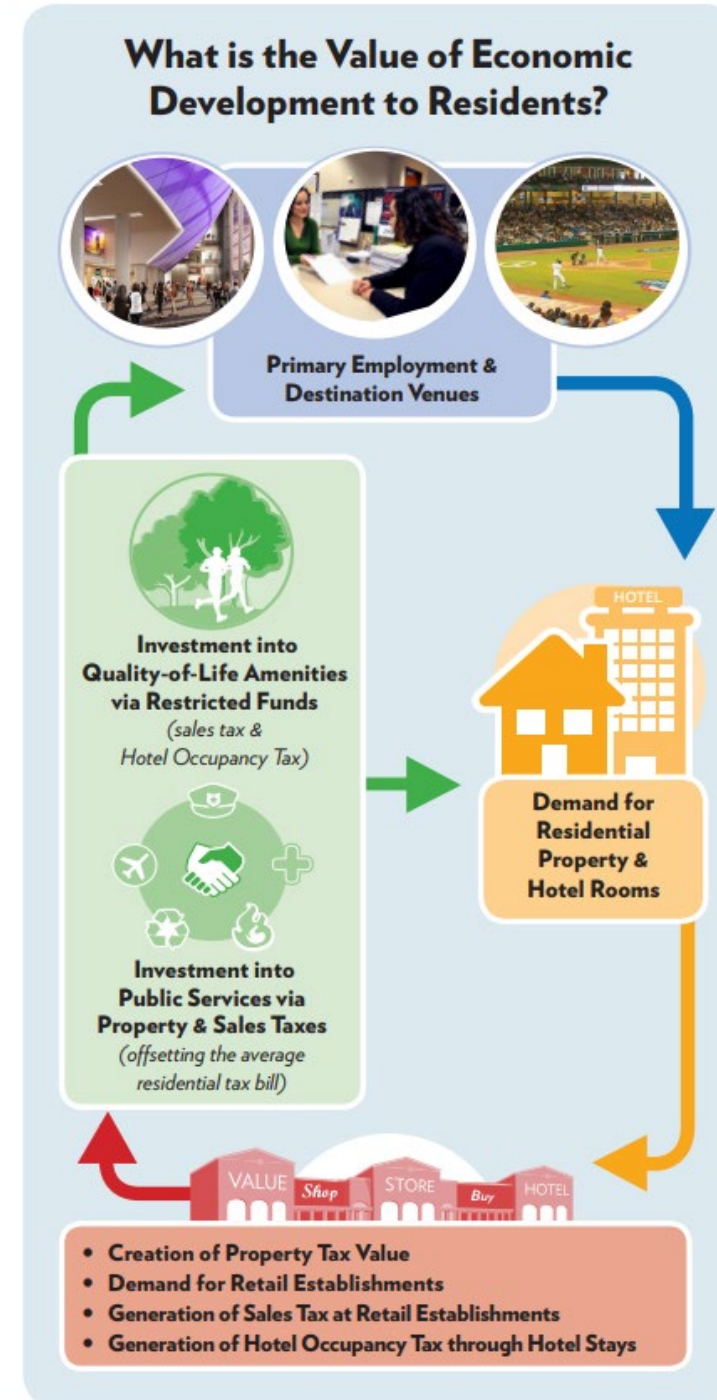 What is the Value of Economic
Development to Residents?
Primary Employment &
Destination Venues
Investment into
Quality-of-Life Amenities
via Restricted Funds
(sales tax &
Hotel Occupancy Tax)
Investment into
Public Services via
Property & Sales Taxes
(offsetting the average
residential tax bill)
HOTEL
Demand for
Residential
Property &
Hotel Rooms
VALUE Shop STORE Buy HOTEL
• Creation of Property Tax Value
• Demand for Retail Establishments
• Generation of Sales Tax at Retail Establishments
• Generation of Hotel Occupancy Tax through Hotel Stays